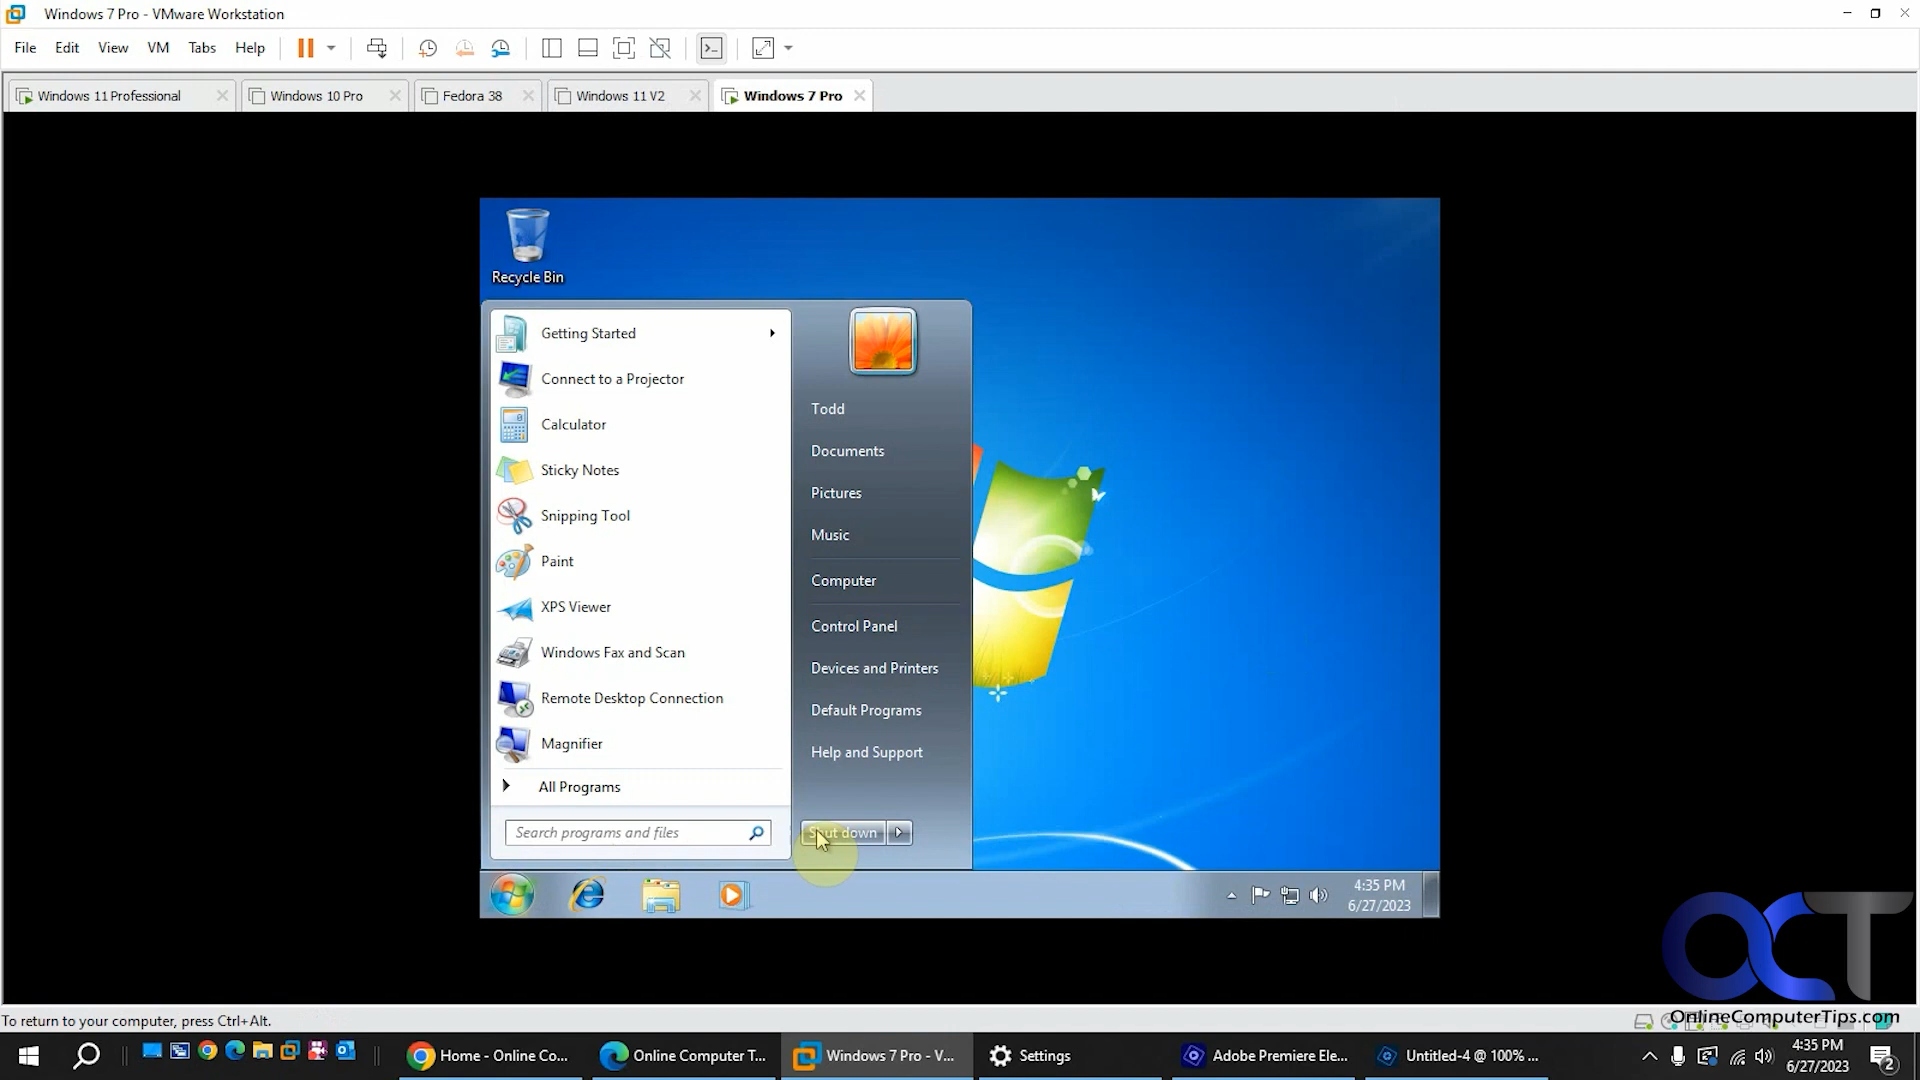 Windows 7 Pro - VMware Workstation
File Edit View VM Tabs Help
Windows 11 Professional
Windows 10 Pro
Fedora 38
Windows 11 V2
Windows 7 Pro
Recycle Bin
Getting Started
Connect to a Projector
Calculator
Sticky Notes
Snipping Tool
Paint
XPS Viewer
Windows Fax and Scan
Remote Desktop Connection
Magnifier
All Programs
Search programs and files
Todd
Documents
Pictures
Music
Computer
Control Panel
Devices and Printers
Default Programs
Help and Support
Shut down
4:35 PM
6/27/2023
OCT
OnlineComputerTips.com
To return to your computer, press Ctrl+Alt.
Home - Online Co...
Online Computer T...
Windows 7 Pro - V...
Settings
Adobe Premiere Ele...
Untitled-4 @ 100% ...
4:35 PM
6/27/2023
2